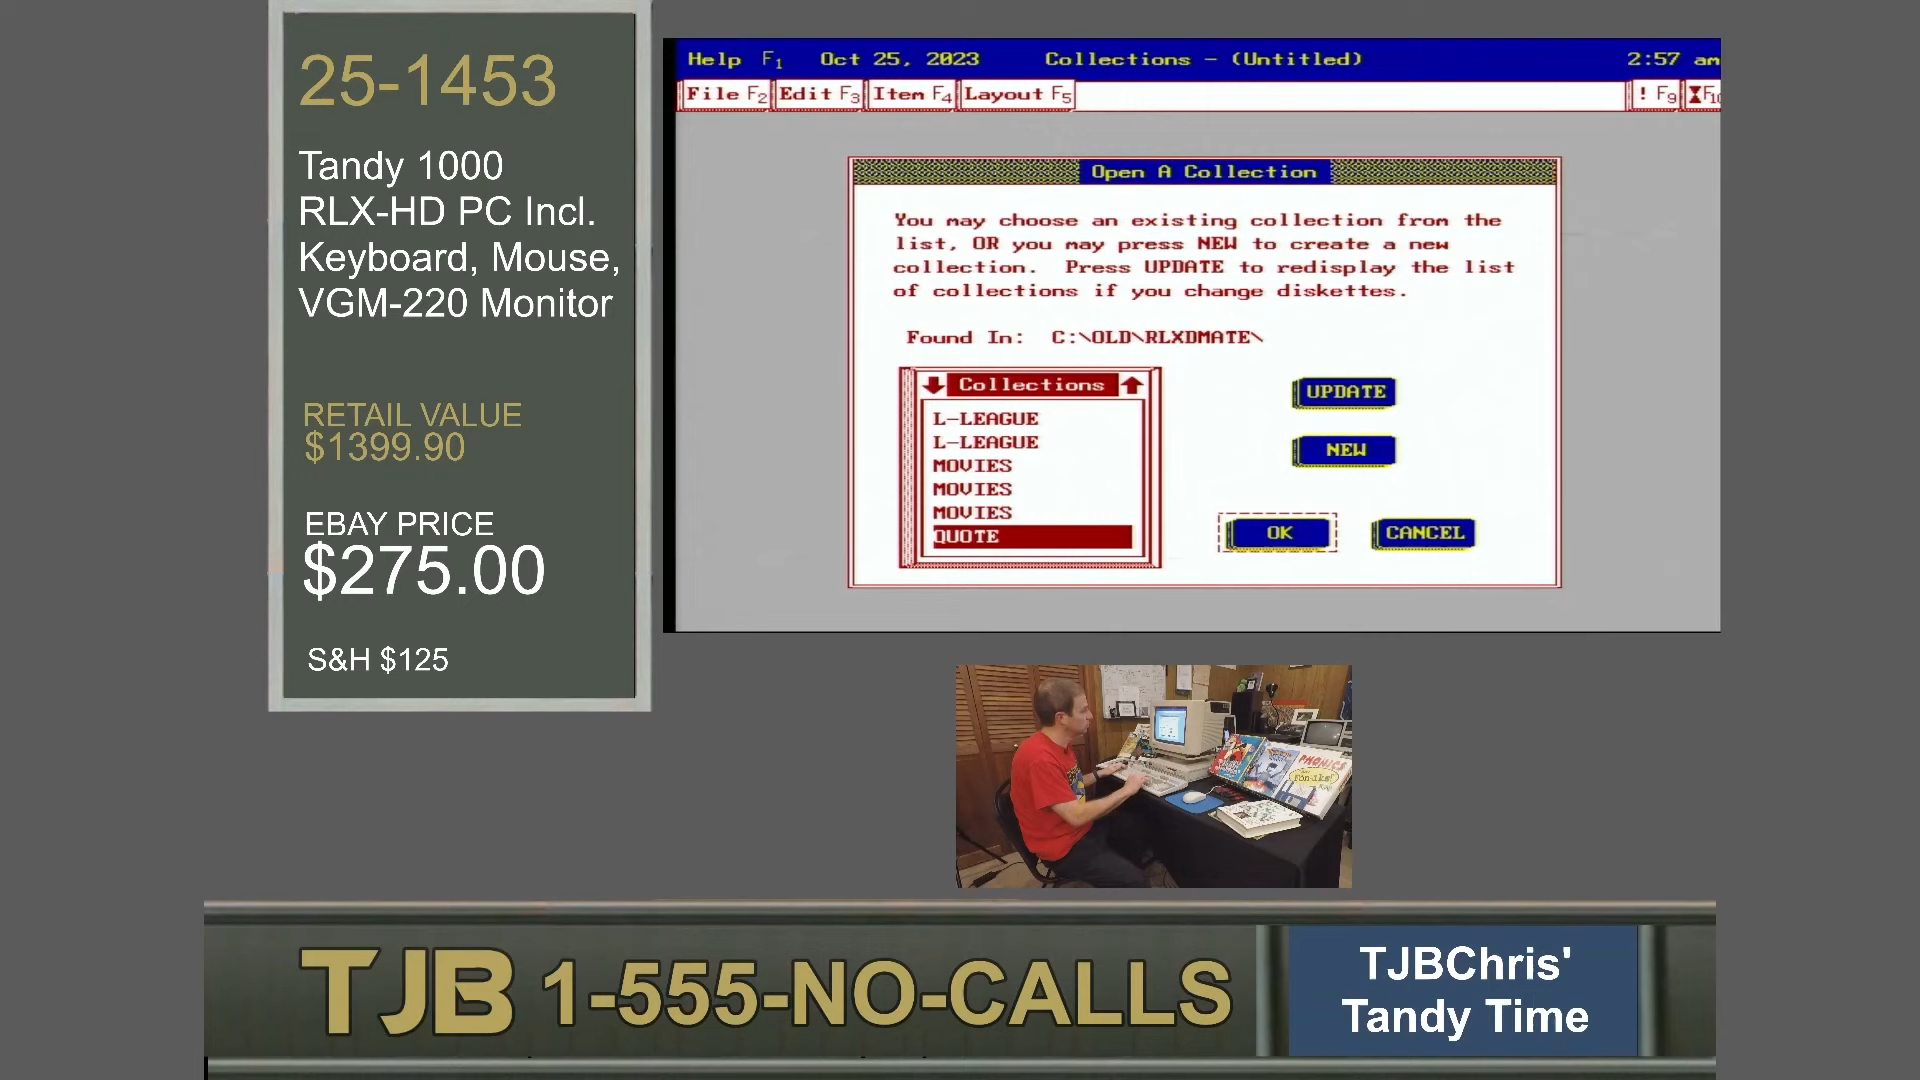 25-1453
Tandy 1000
RLX-HD PC Incl.
Keyboard, Mouse,
VGM-220 Monitor
RETAIL VALUE
$1399.90
EBAY PRICE
$275.00
S&H $125
Help F1 Oct 25, 2023 Collections - (Untitled) 2:57 am
File F2 Edit F3 Item F4 Layout F5 ! F9 F10
Open A Collection
You may choose an existing collection from the
list, OR you may press NEW to create a new
collection. Press UPDATE to redisplay the list
of collections if you change diskettes.
Found In: C:\OLD\RLXDMATE\
Collections
L-LEAGUE
L-LEAGUE
MOVIES
MOVIES
MOVIES
QUOTE
UPDATE
NEW
OK
CANCEL
PHONICS
TJB 1-555-NO-CALLS
TJBChris'
Tandy Time